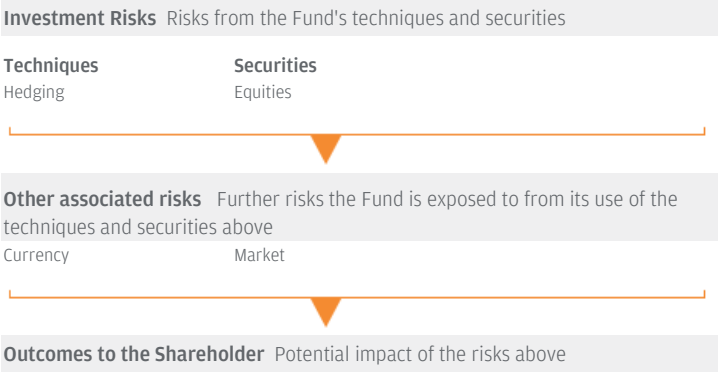 Investment Risks Risks from the Fund's techniques and securities
Techniques Securities
Hedging Equities
Other associated risks Further risks the Fund is exposed to from its use of the
techniques and securities above
Currency Market
Outcomes to the Shareholder Potential impact of the risks above